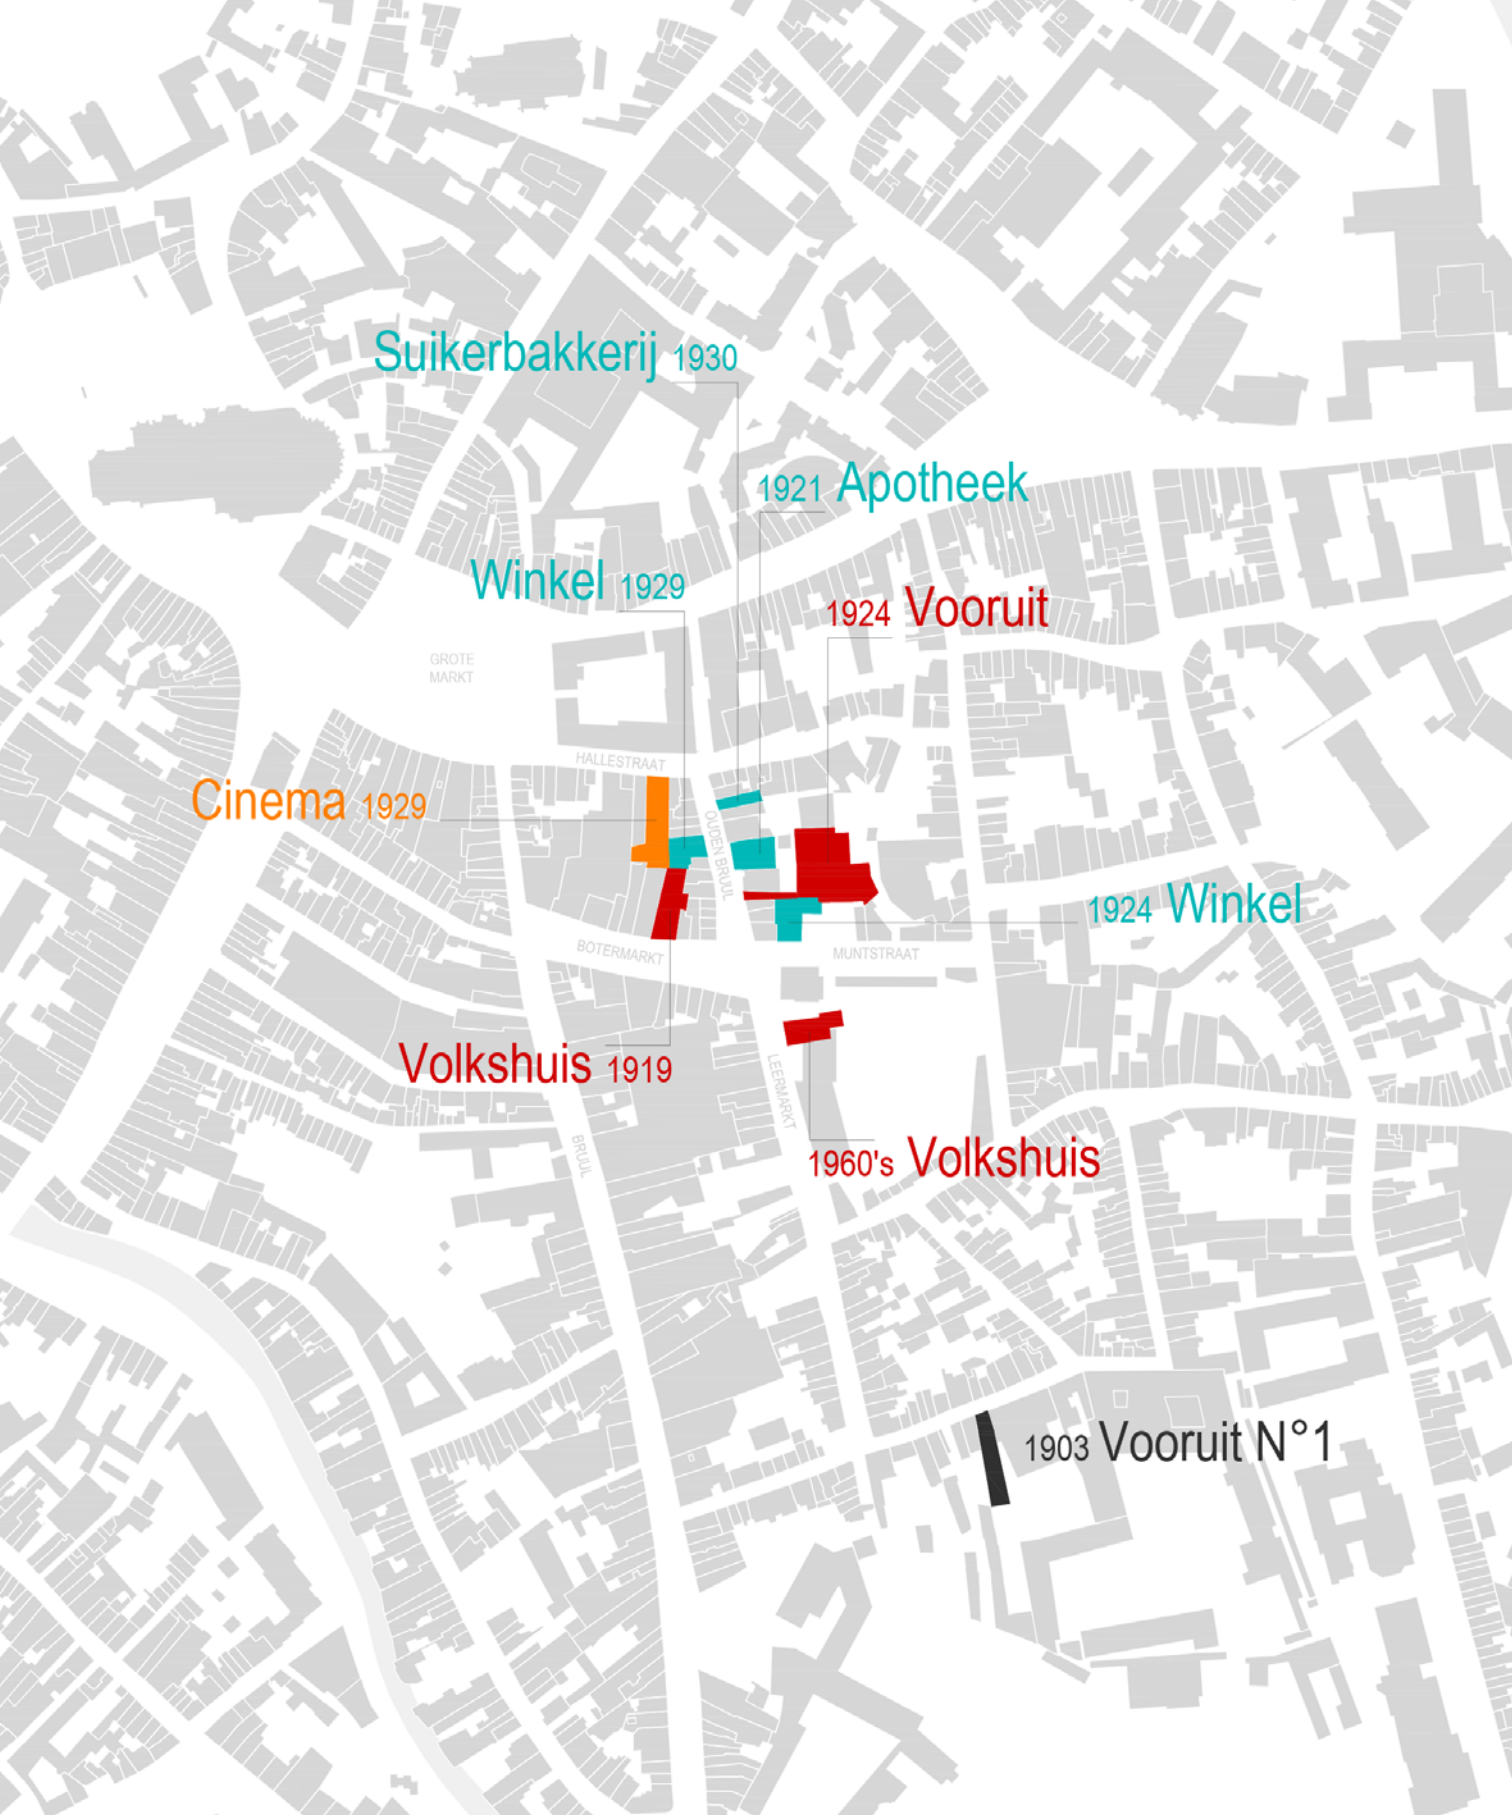 Suikerbakkerij 1930
1921 Apotheek
Winkel 1929
1924 Vooruit
GROTE
MARKT
HALLESTRAAT
Cinema 1929
OUDEN BRUUL
1924 Winkel
BOTERMARKT
MUNTSTRAAT
Volkshuis 1919
LEERMARKT
BRUUL
1960's Volkshuis
1903 Vooruit N°1